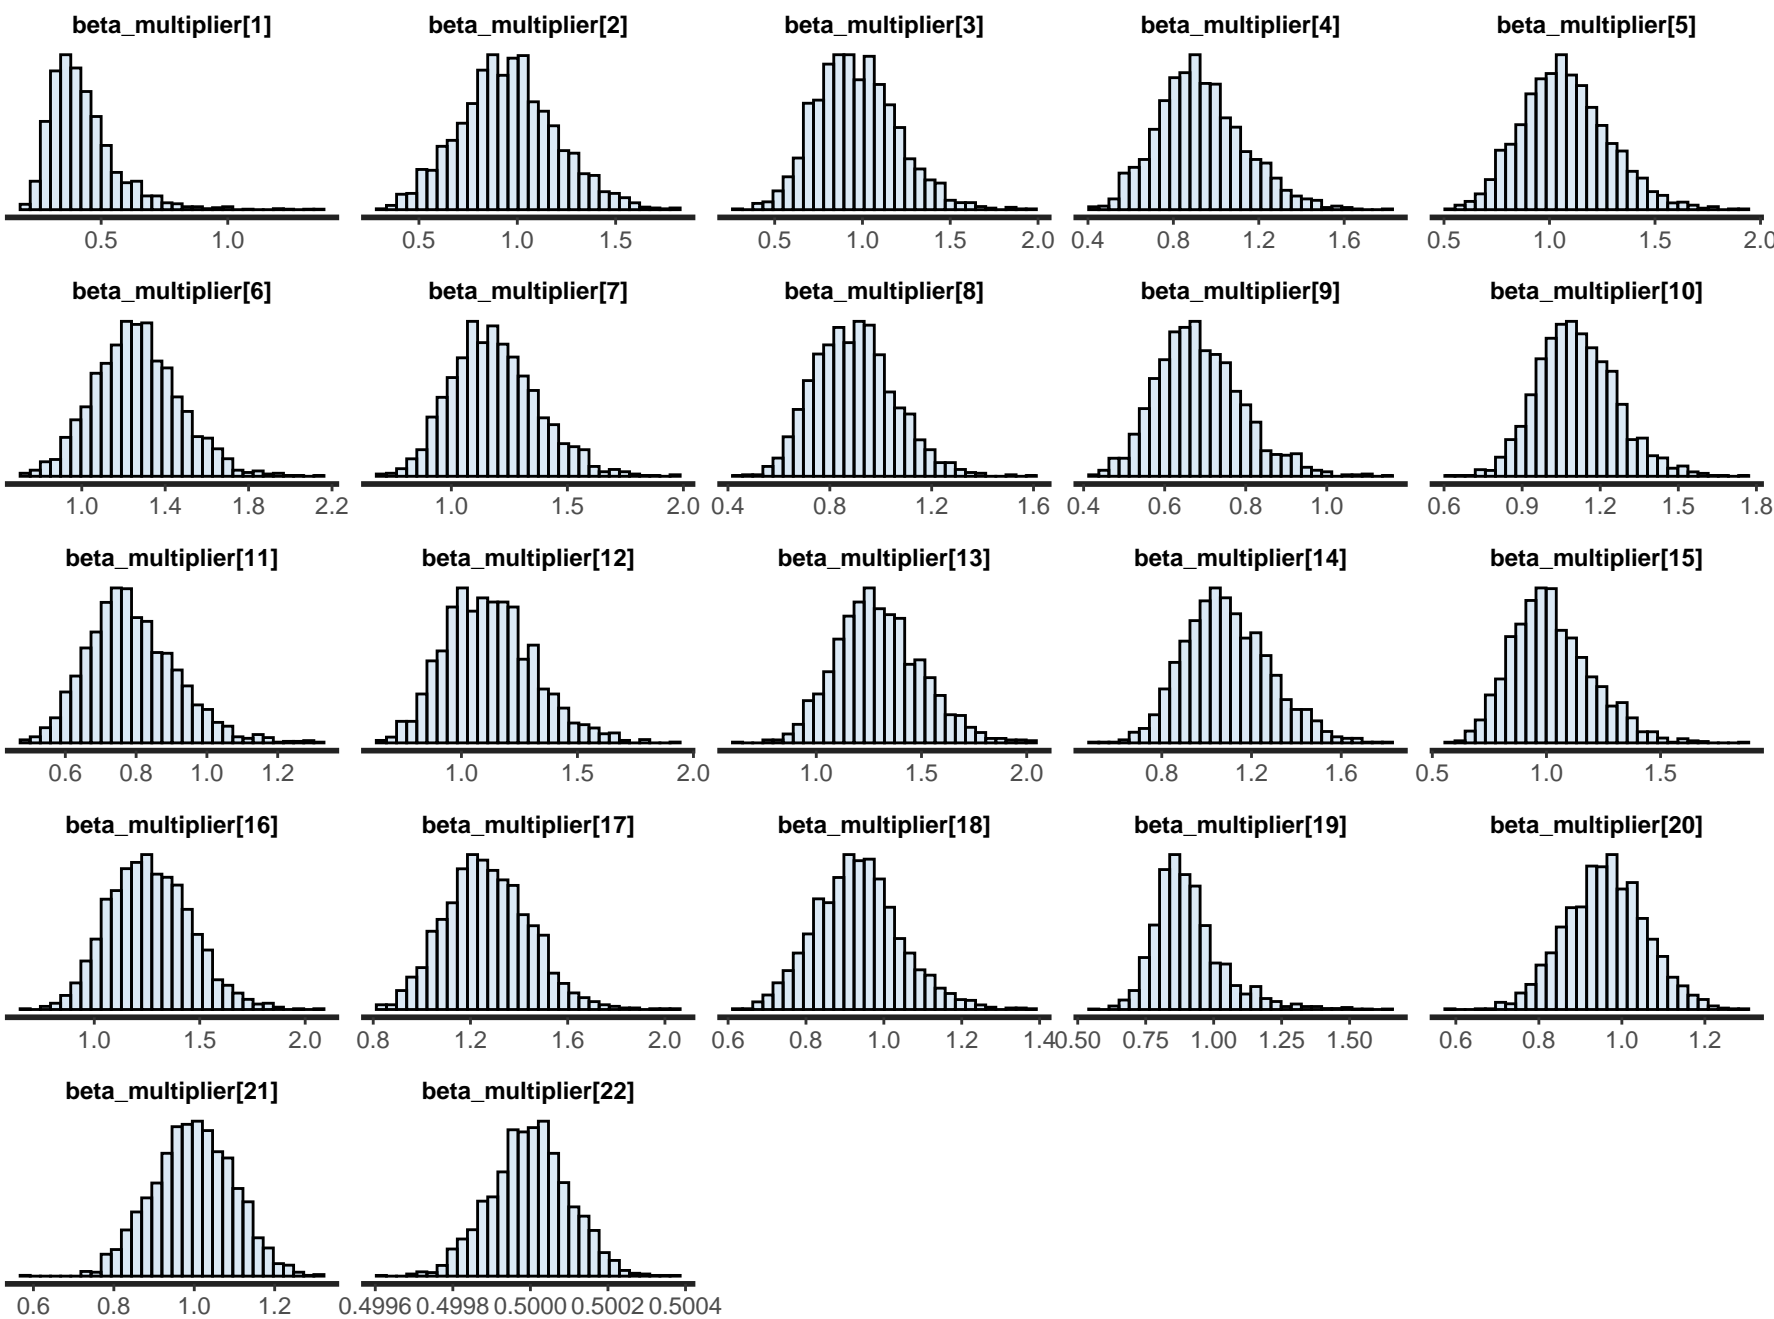 beta_multiplier[1] beta_multiplier[2] beta_multiplier[3] beta_multiplier[4] beta_multiplier[5]
0.5 1.0 0.5 1.0 1.5 0.5 1.0 1.5 2.0 0.4 0.8 1.2 1.6 0.5 1.0 1.5 2.0
beta_multiplier[6] beta_multiplier[7] beta_multiplier[8] beta_multiplier[9] beta_multiplier[10]
1.0 1.4 1.8 2.2 1.0 1.5 2.0 0.4 0.8 1.2 1.6 0.4 0.6 0.8 1.0 0.6 0.9 1.2 1.5 1.8
beta_multiplier[11] beta_multiplier[12] beta_multiplier[13] beta_multiplier[14] beta_multiplier[15]
0.6 0.8 1.0 1.2 1.0 1.5 2.0 1.0 1.5 2.0 0.8 1.2 1.6 0.5 1.0 1.5
beta_multiplier[16] beta_multiplier[17] beta_multiplier[18] beta_multiplier[19] beta_multiplier[20]
1.0 1.5 2.0 0.8 1.2 1.6 2.0 0.6 0.8 1.0 1.2 1.4 0.50 0.75 1.00 1.25 1.50 0.6 0.8 1.0 1.2
beta_multiplier[21] beta_multiplier[22]
0.6 0.8 1.0 1.2 0.4996 0.4998 0.5000 0.5002 0.5004